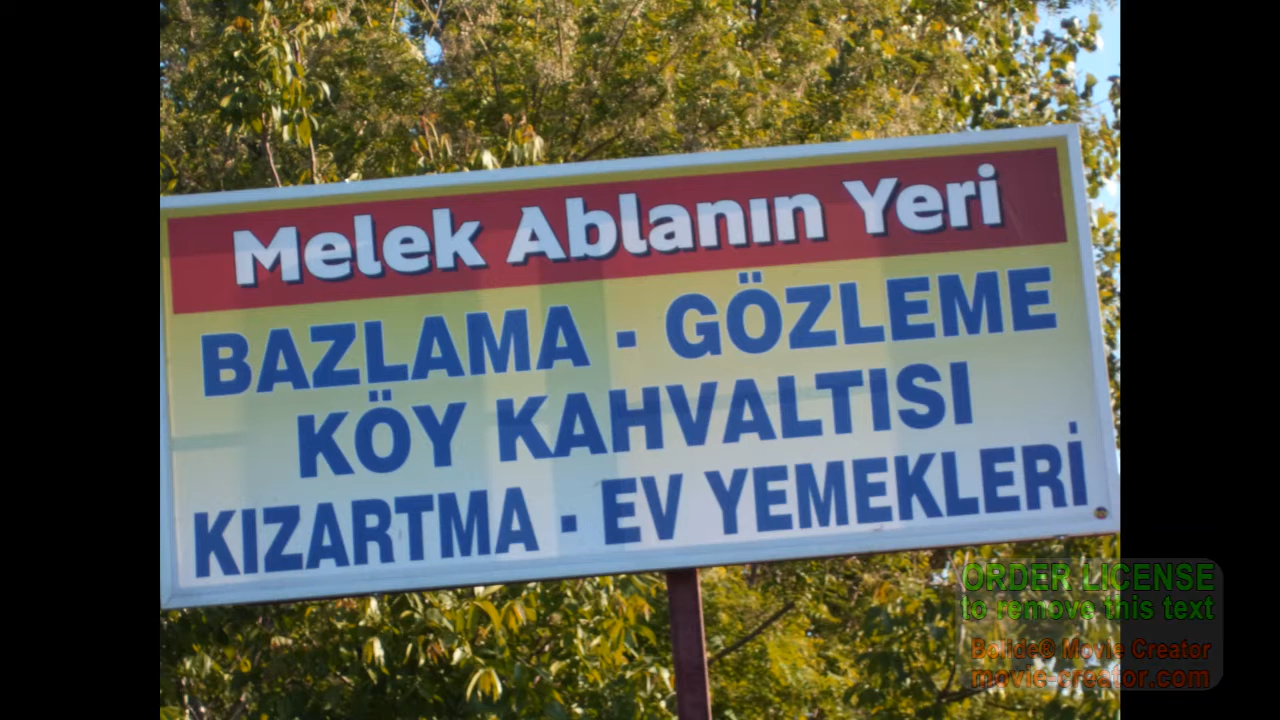 Melek Ablanın Yeri
BAZLAMA - GÖZLEME
KÖY KAHVALTISI
KIZARTMA - EV YEMEKLERİ
ORDER LICENSE
to remove this text
Bolide® Movie Creator
movie-creator.com